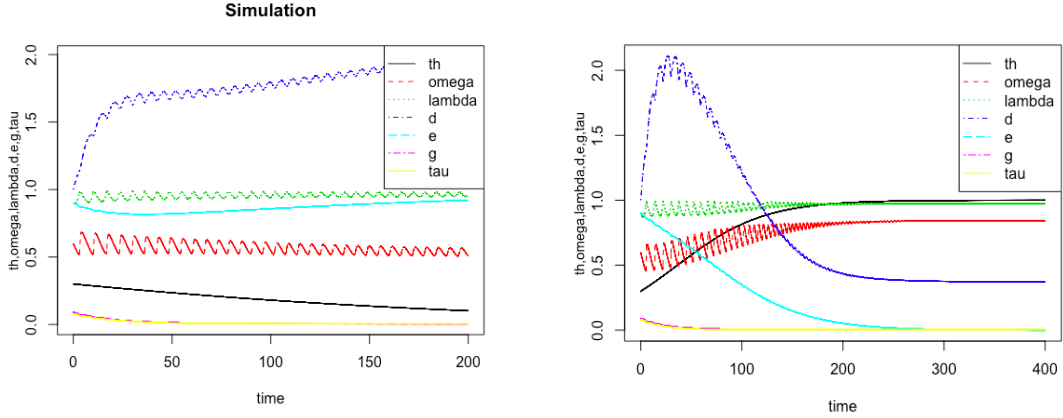 Simulation
th,omega,lambda,d,e,g,tau
2.0
1.5
1.0
0.5
0.0
th
omega
lambda
d
e
g
tau
0
50
100
150
200
time
th,omega,lambda,d,e,g,tau
2.0
1.5
1.0
0.5
0.0
th
omega
lambda
d
e
g
tau
0
100
200
300
400
time